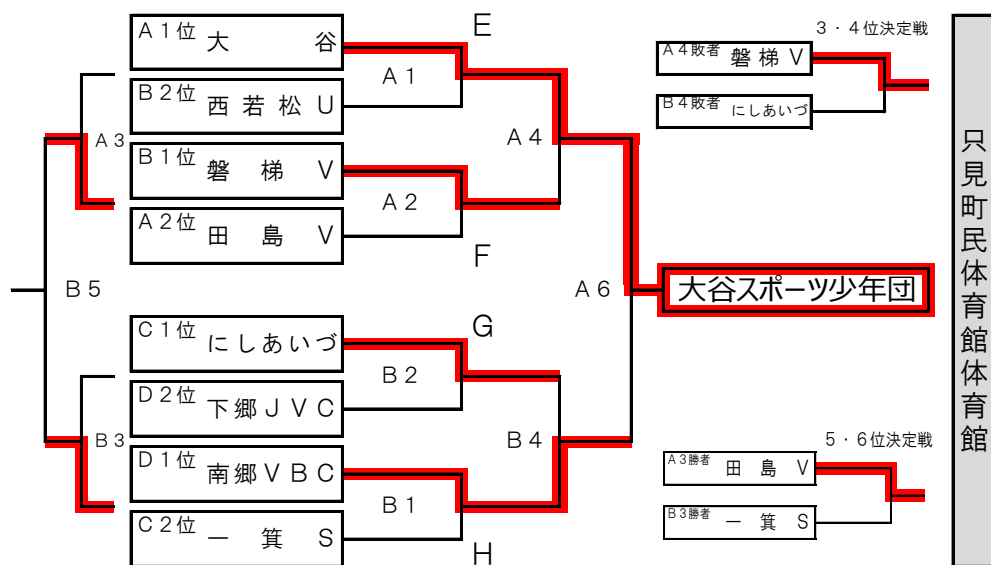 A1位 大 谷
E
A1
B2位 西若松U
A3
B1位 磐梯 V
A4
A2
A2位 田島 V
F
B5
A6
大谷スポーツ少年団
C1位 にしあいづ
G
B2
D2位 下郷JVC
B3
B4
D1位 南郷VBC
B1
C2位 一箕 S
H
3・4位決定戦
A4敗者 磐梯V
B4敗者 にしあいづ
5・6位決定戦
A3勝者 田島 V
B3勝者 一箕 S
只見町民体育館体育館